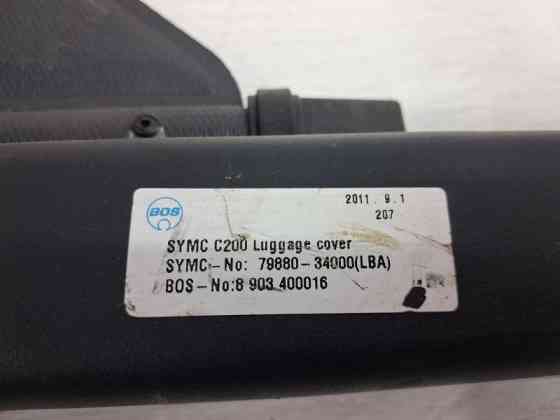 BOS
2011 . 9 . 1
207
SYMC C200 Luggage cover
SYMC-No: 79880-34000(LBA)
BOS-No:8 903 400016